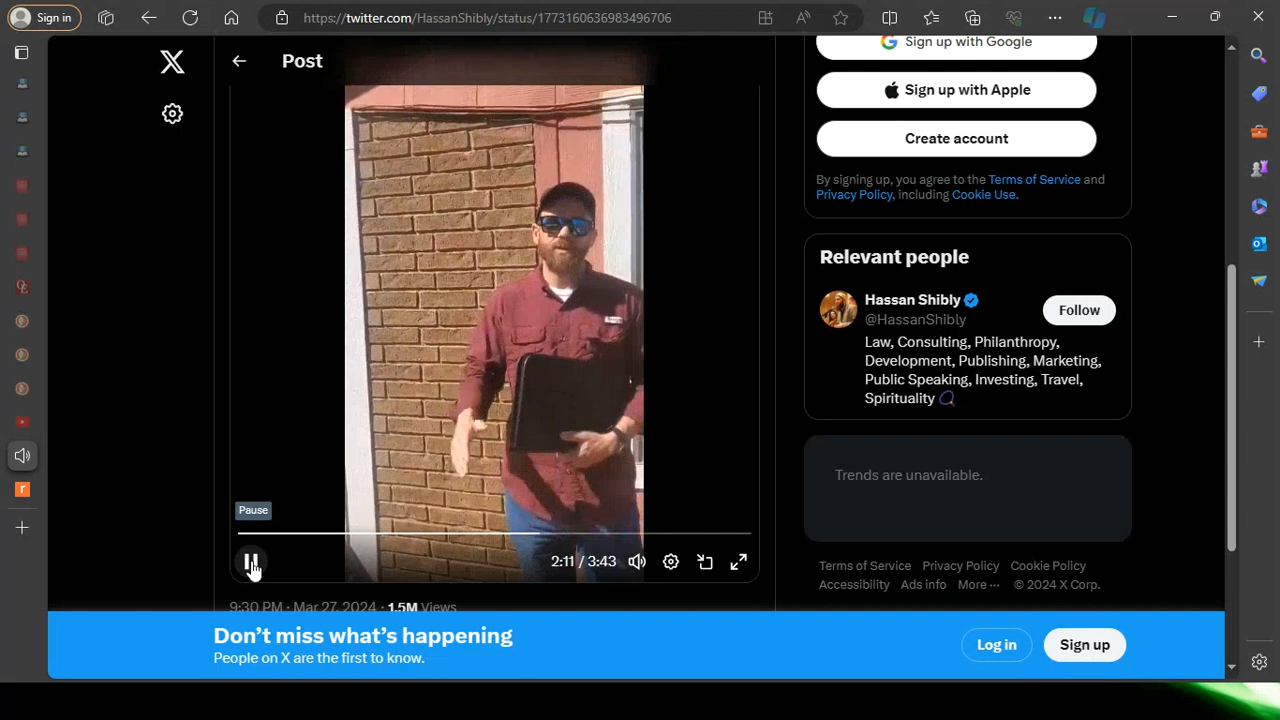 Sign in
https://twitter.com/HassanShibly/status/1773160636983496706
Post
Sign up with Google
Sign up with Apple
Create account
By signing up, you agree to the Terms of Service and
Privacy Policy, including Cookie Use.
Relevant people
Hassan Shibly
@HassanShibly
Follow
Law, Consulting, Philanthropy,
Development, Publishing, Marketing,
Public Speaking, Investing, Travel,
Spirituality
Trends are unavailable.
Pause
2:11 / 3:43
Terms of Service Privacy Policy Cookie Policy
Accessibility Ads info More ··· © 2024 X Corp.
9:30 PM · Mar 27, 2024 · 1.5M Views
Don’t miss what’s happening
People on X are the first to know.
Log in
Sign up